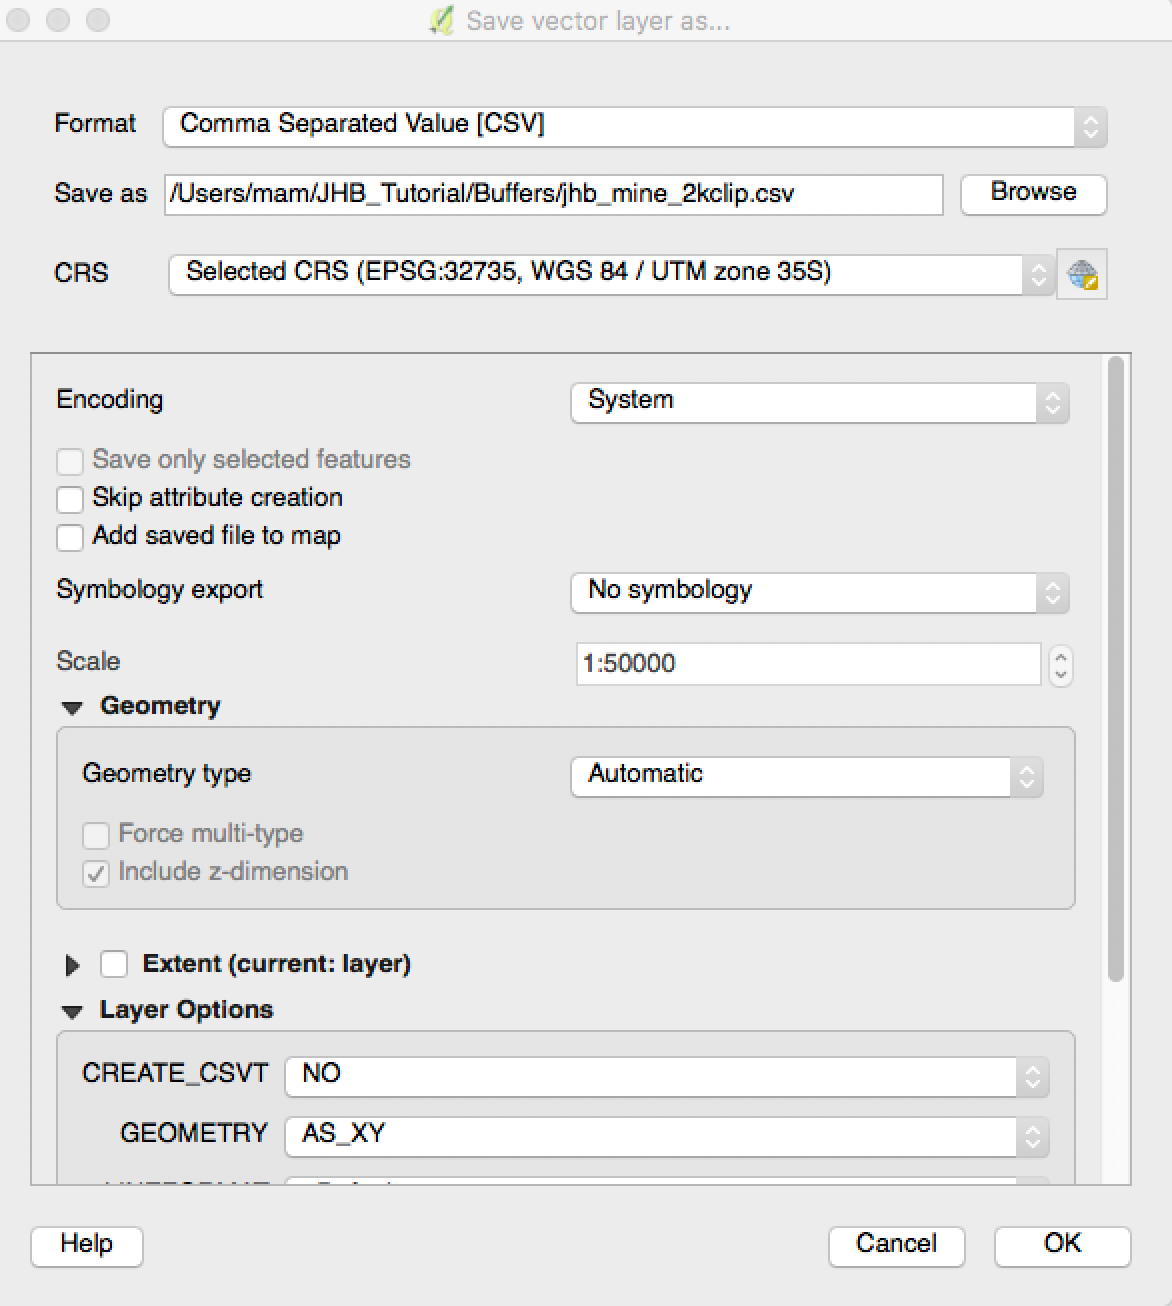 Save vector layer as...
Format Comma Separated Value [CSV]
Save as /Users/mam/JHB_Tutorial/Buffers/jhb_mine_2kclip.csv Browse
CRS Selected CRS (EPSG:32735, WGS 84 / UTM zone 35S)
Encoding System
Save only selected features
Skip attribute creation
Add saved file to map
Symbology export No symbology
Scale 1:50000
Geometry
Geometry type Automatic
Force multi-type
Include z-dimension
Extent (current: layer)
Layer Options
CREATE_CSVT NO
GEOMETRY AS_XY
Help Cancel OK